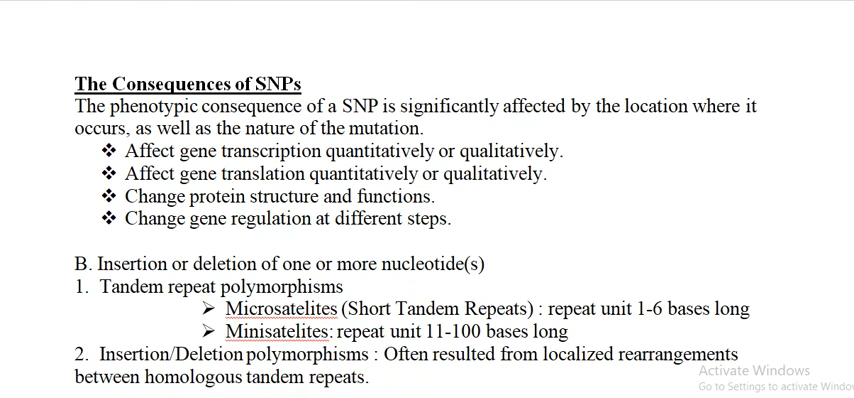 The Consequences of SNPs
The phenotypic consequence of a SNP is significantly affected by the location where it
occurs, as well as the nature of the mutation.
❖ Affect gene transcription quantitatively or qualitatively.
❖ Affect gene translation quantitatively or qualitatively.
❖ Change protein structure and functions.
❖ Change gene regulation at different steps.
B. Insertion or deletion of one or more nucleotide(s)
1. Tandem repeat polymorphisms
➢ Microsatelites (Short Tandem Repeats) : repeat unit 1-6 bases long
➢ Minisatelites: repeat unit 11-100 bases long
2. Insertion/Deletion polymorphisms : Often resulted from localized rearrangements
between homologous tandem repeats.
Activate Windows
Go to Settings to activate Windo